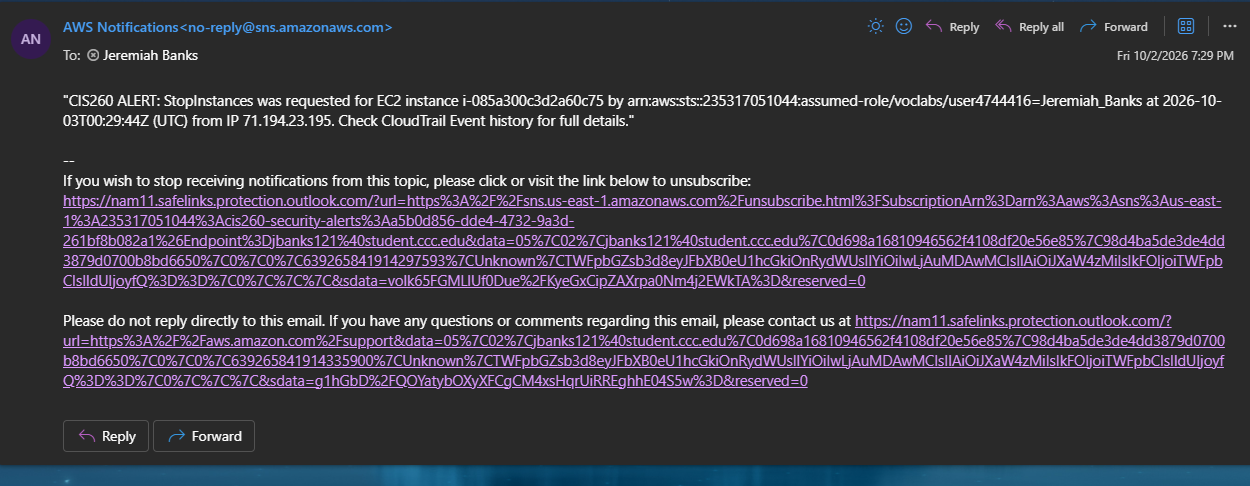 AN
AWS Notifications<no-reply@sns.amazonaws.com>
Reply
Reply all
Forward
To: Jeremiah Banks
Fri 10/2/2026 7:29 PM
"CIS260 ALERT: StopInstances was requested for EC2 instance i-085a300c3d2a60c75 by arn:aws:sts::235317051044:assumed-role/voclabs/user4744416=Jeremiah_Banks at 2026-10-
03T00:29:44Z (UTC) from IP 71.194.23.195. Check CloudTrail Event history for full details."
--
If you wish to stop receiving notifications from this topic, please click or visit the link below to unsubscribe:
https://nam11.safelinks.protection.outlook.com/?url=https%3A%2F%2Fsns.us-east-1.amazonaws.com%2Funsubscribe.html%3FSubscriptionArn%3Darn%3Aaws%3Asns%3Aus-east-
1%3A235317051044%3Acis260-security-alerts%3Aa5b0d856-dde4-4732-9a3d-
261bf8b082a1%26Endpoint%3Djbanks121%40student.ccc.edu&data=05%7C02%7Cjbanks121%40student.ccc.edu%7C0d698a16810946562f4108df20e56e85%7C98d4ba5de3de4dd
3879d0700b8bd6650%7C0%7C0%7C639265841914297593%7CUnknown%7CTWFpbGZsb3d8eyJFbXB0eU1hcGkiOnRydWUsIlYiOiIwLjAuMDAwMCIsIlAiOiJXaW4zMiIsIkFOIjoiTWFpb
CIsIldUIjoyfQ%3D%3D%7C0%7C%7C%7C&sdata=volk65FGMLIUf0Due%2FKyeGxCipZAXrpa0Nm4j2EWkTA%3D&reserved=0
Please do not reply directly to this email. If you have any questions or comments regarding this email, please contact us at https://nam11.safelinks.protection.outlook.com/?
url=https%3A%2F%2Faws.amazon.com%2Fsupport&data=05%7C02%7Cjbanks121%40student.ccc.edu%7C0d698a16810946562f4108df20e56e85%7C98d4ba5de3de4dd3879d0700
b8bd6650%7C0%7C0%7C639265841914335900%7CUnknown%7CTWFpbGZsb3d8eyJFbXB0eU1hcGkiOnRydWUsIlYiOiIwLjAuMDAwMCIsIlAiOiJXaW4zMiIsIkFOIjoiTWFpbCIsIldUIjoyf
Q%3D%3D%7C0%7C%7C%7C&sdata=g1hGbD%2FQOYatybOXyXFCgCM4xsHqrUiRREghhE04S5w%3D&reserved=0
Reply
Forward